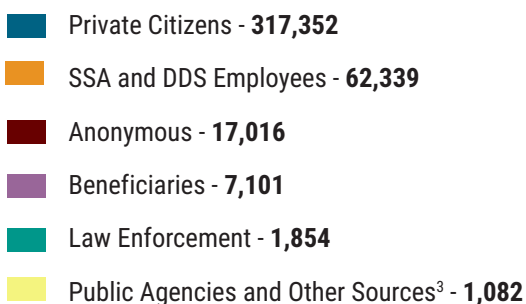 Private Citizens - 317,352
SSA and DDS Employees - 62,339
Anonymous - 17,016
Beneficiaries - 7,101
Law Enforcement - 1,854
Public Agencies and Other Sources³ - 1,082